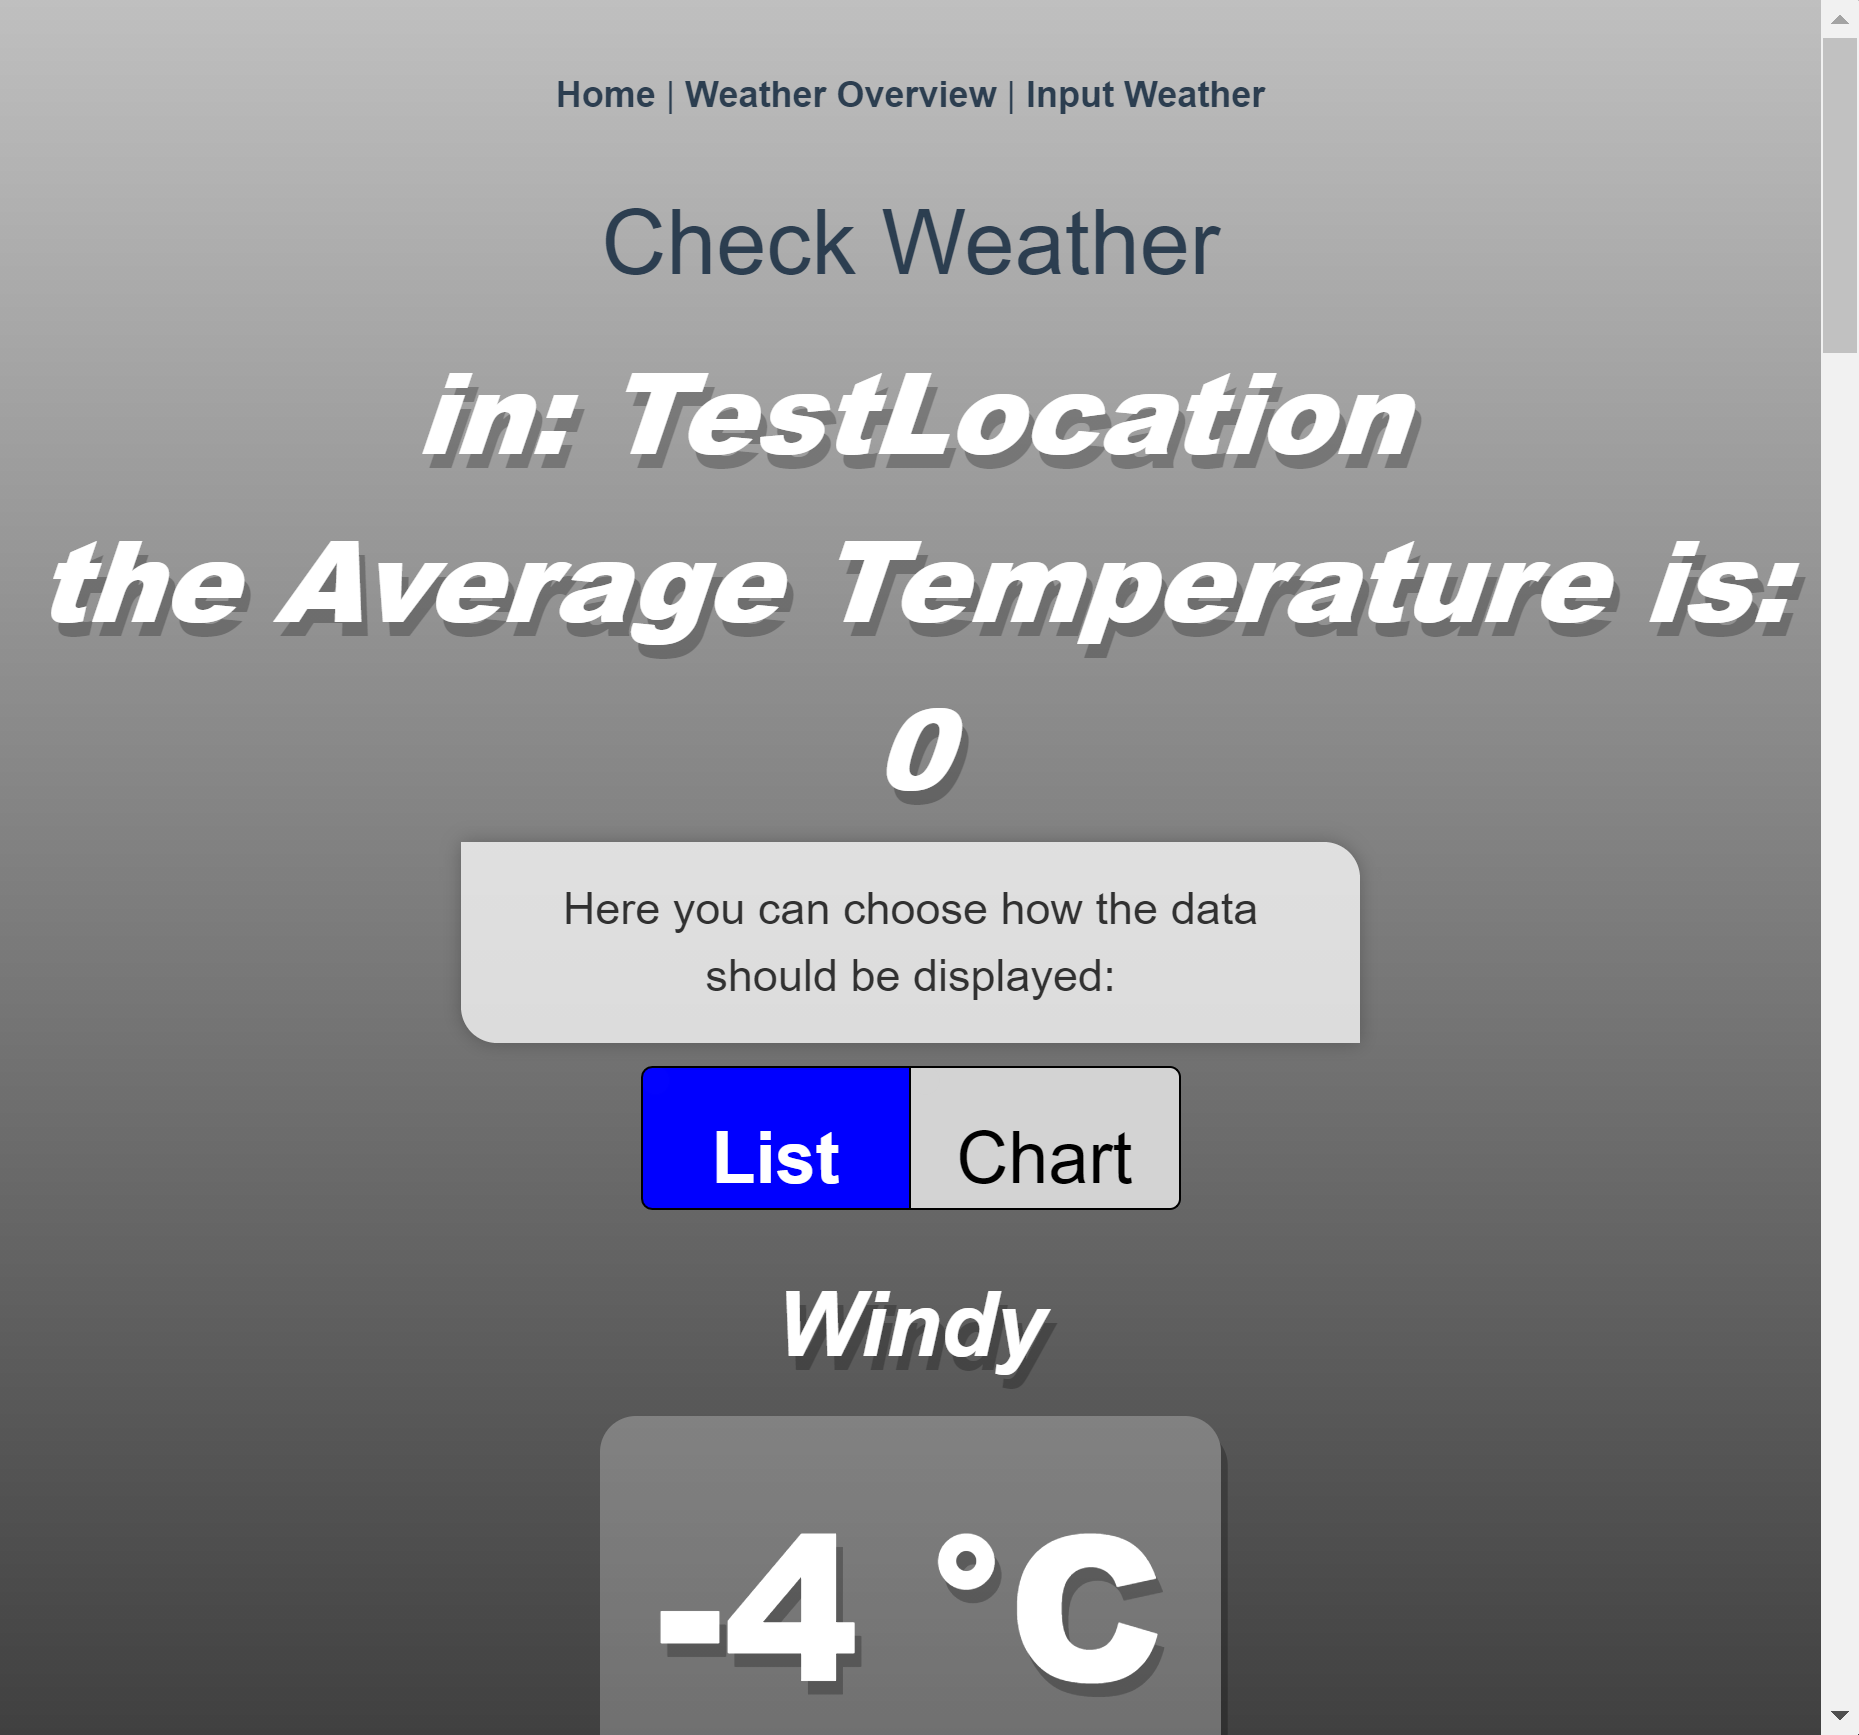 Home | Weather Overview | Input Weather
Check Weather
in: TestLocation
the Average Temperature is:
0
Here you can choose how the data
should be displayed:
List Chart
Windy
-4 °C